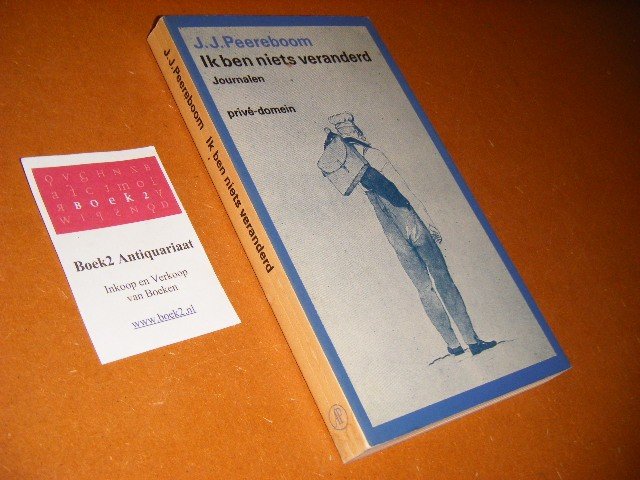 J.J.Peereboom
Ik ben niets veranderd
Journalen
privé-domein
J.J.Peereboom Ik ben niets veranderd
BOEK2
Boek2 Antiquariaat
Inkoop en Verkoop
van Boeken
www.boek2.nl